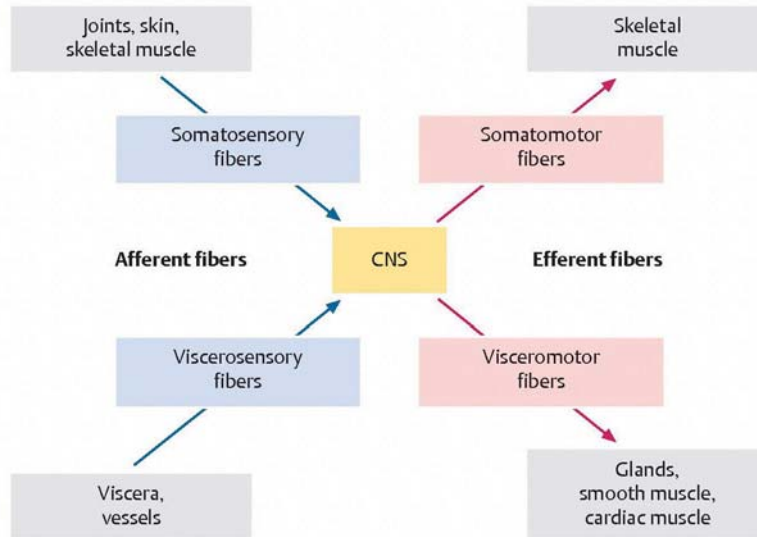 Joints, skin,
skeletal muscle
Skeletal
muscle
Somatosensory
fibers
Somatomotor
fibers
Afferent fibers
CNS
Efferent fibers
Viscerosensory
fibers
Visceromotor
fibers
Viscera,
vessels
Glands,
smooth muscle,
cardiac muscle